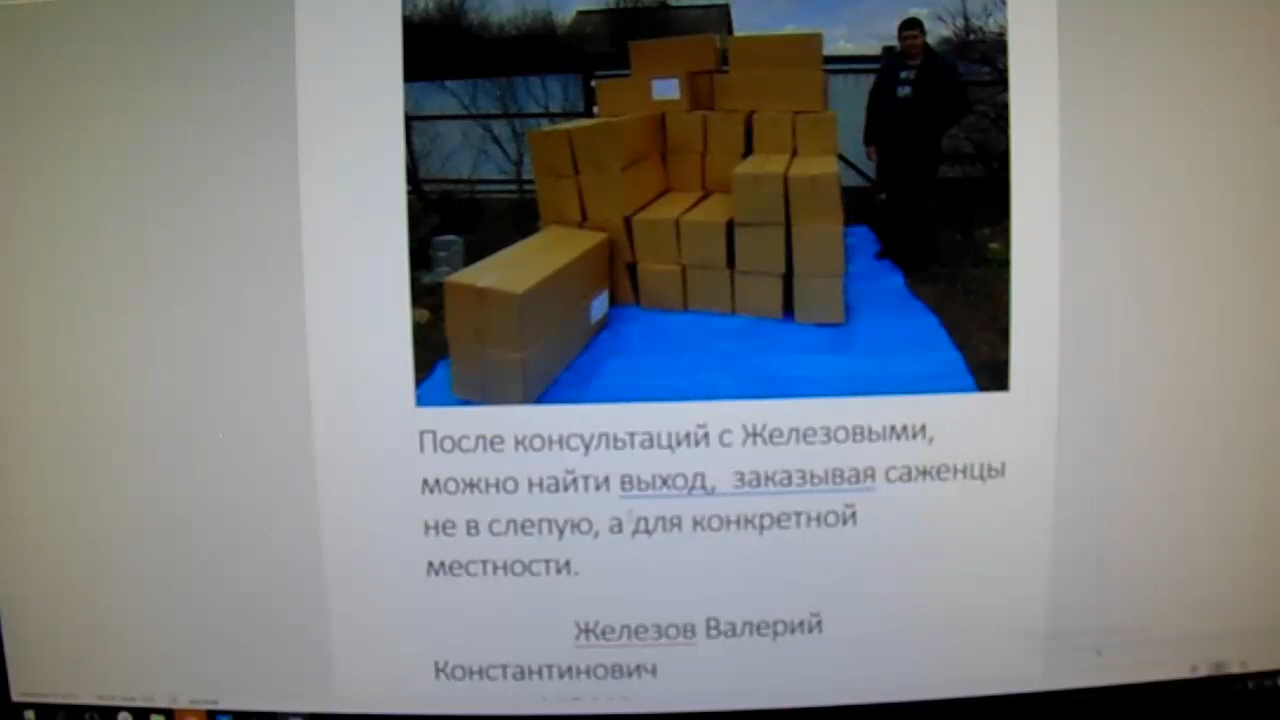 После консультаций с Железовыми,
можно найти выход, заказывая саженцы
не в слепую, а для конкретной
местности.
Железов Валерий
Константинович